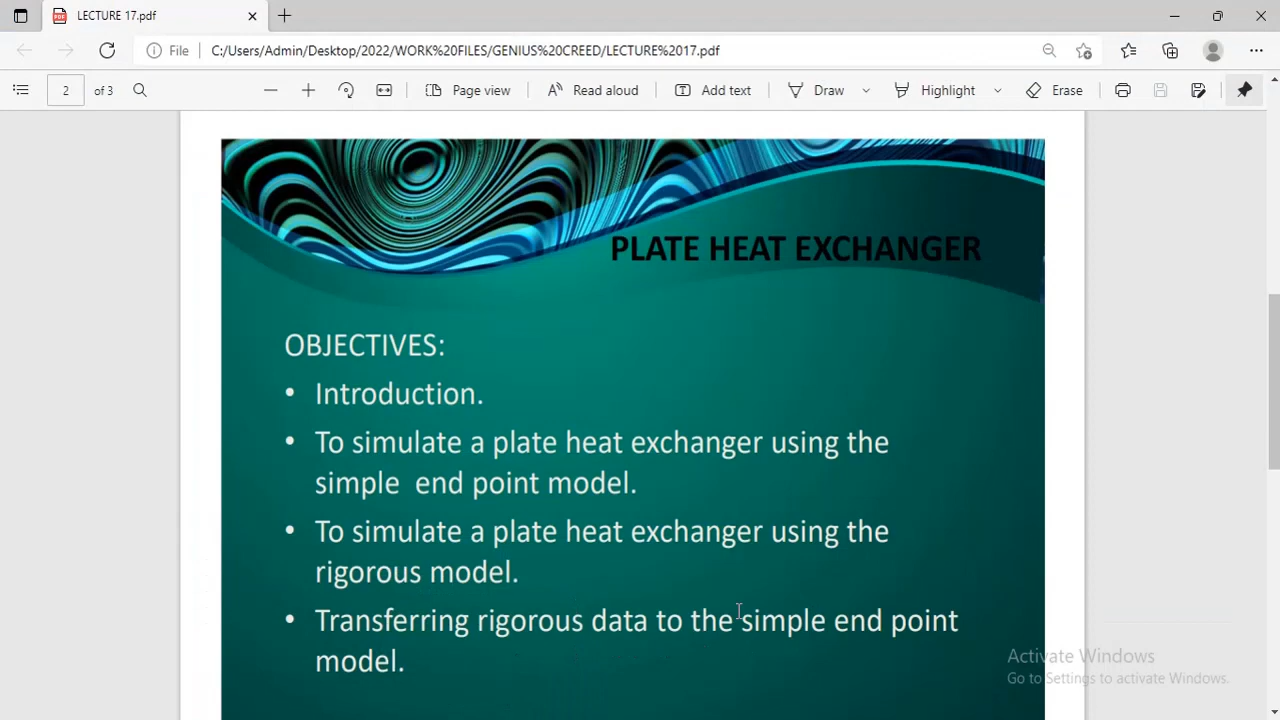 LECTURE 17.pdf
File C:/Users/Admin/Desktop/2022/WORK%20FILES/GENIUS%20CREED/LECTURE%2017.pdf
2 of 3 Page view Read aloud Add text Draw Highlight Erase
PLATE HEAT EXCHANGER
OBJECTIVES:
• Introduction.
• To simulate a plate heat exchanger using the
simple end point model.
• To simulate a plate heat exchanger using the
rigorous model.
• Transferring rigorous data to the simple end point
model.
Activate Windows
Go to Settings to activate Windows.